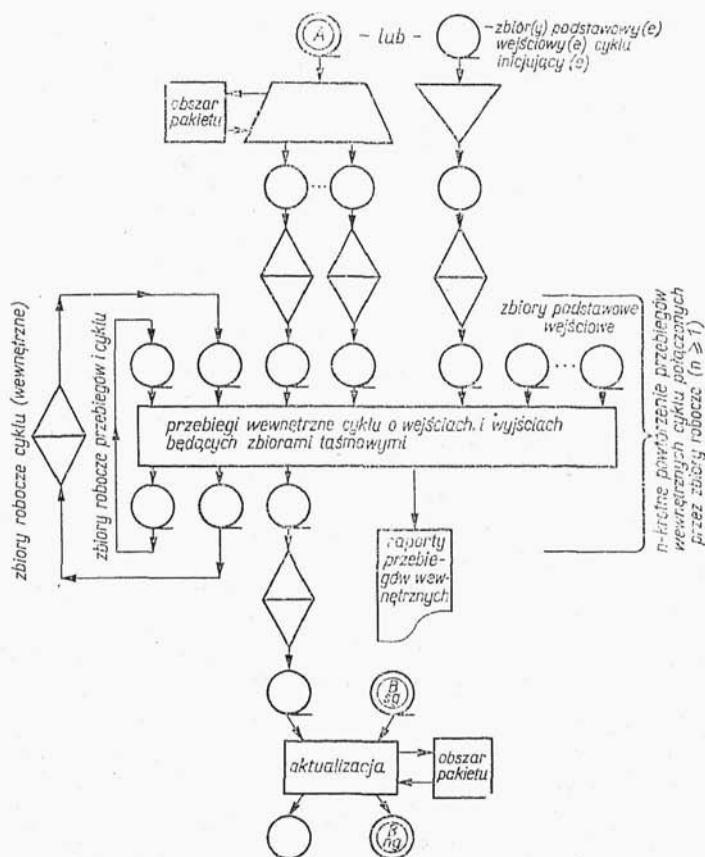 A
- lub -
zbiór(y) podstawowy(e)
wejściowy(e) cyklu
inicjujący(e)
obszar
pakietu
zbiory podstawowe
wejściowe
zbiory robocze cyklu (wewnętrzne)
zbiory robocze przebiegów i cyklu
przebiegi wewnętrzne cyklu o wejściach i wyjściach
będących zbiorami taśmowymi
n-krotne powtórzenie przebiegów
wewnętrznych cyklu połączonych
przez zbiory robocze (n ≥ 1)
raporty
przebie-
gów wew-
nętrznych
B
sg
aktualizacja
obszar
pakietu
B
ng